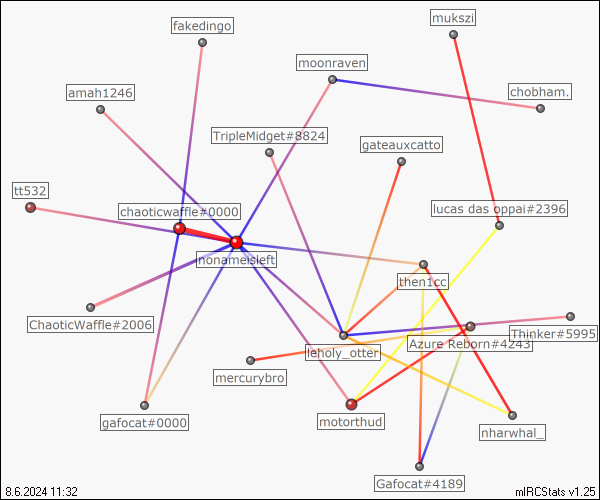 mukszi
fakedingo
moonraven
amah1246
chobham.
TripleMidget#8824
gateauxcatto
tt532
chaoticwaffle#0000
lucas das oppai#2396
nonameisleft
then1cc
ChaoticWaffle#2006
Thinker#5995
Azure Reborn#4243
leholy_otter
mercurybro
gafocat#0000
motorthud
nharwhal_
Gafocat#4189
8.6.2024 11:32
mIRCStats v1.25